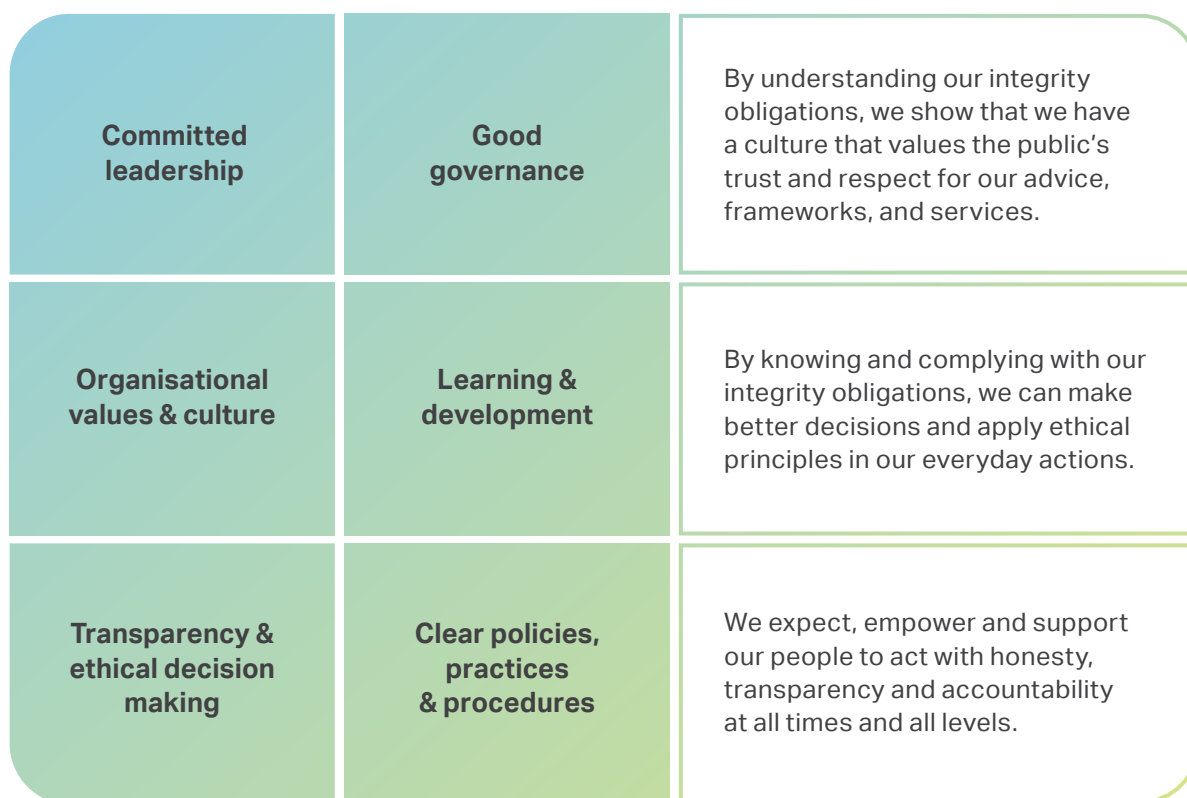 Committed
leadership
Good
governance
By understanding our integrity
obligations, we show that we have
a culture that values the public’s
trust and respect for our advice,
frameworks, and services.
Organisational
values & culture
Learning &
development
By knowing and complying with our
integrity obligations, we can make
better decisions and apply ethical
principles in our everyday actions.
Transparency &
ethical decision
making
Clear policies,
practices
& procedures
We expect, empower and support
our people to act with honesty,
transparency and accountability
at all times and all levels.